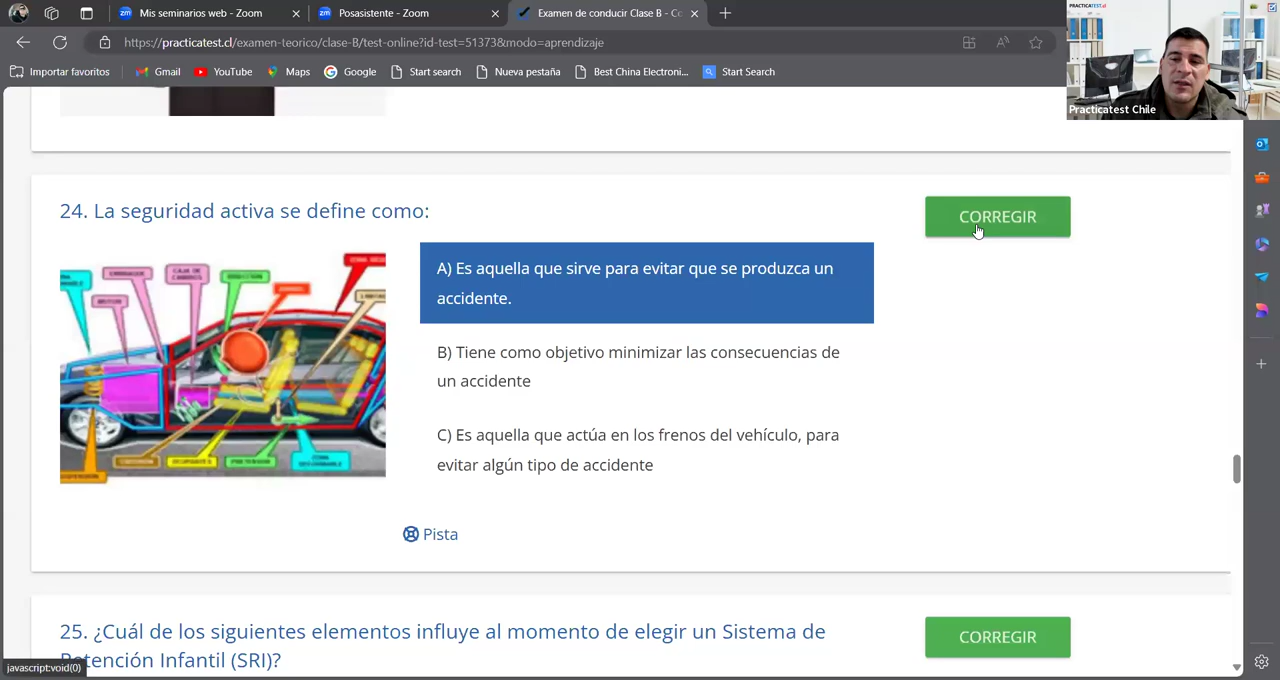 Mis seminarios web - Zoom
Posasistente - Zoom
Examen de conducir Clase B - Co
https://practicatest.cl/examen-teorico/clase-B/test-online?id-test=51373&modo=aprendizaje
Importar favoritos
Gmail
YouTube
Maps
Google
Start search
Nueva pestaña
Best China Electroni...
Start Search
PRACTICATEST.cl
Practicatest Chile
24. La seguridad activa se define como:
CORREGIR
A) Es aquella que sirve para evitar que se produzca un
accidente.
B) Tiene como objetivo minimizar las consecuencias de
un accidente
C) Es aquella que actúa en los frenos del vehículo, para
evitar algún tipo de accidente
MOTOR
DIRECCION
Pista
25. ¿Cuál de los siguientes elementos influye al momento de elegir un Sistema de
Retención Infantil (SRI)?
CORREGIR
javascript:void(0)